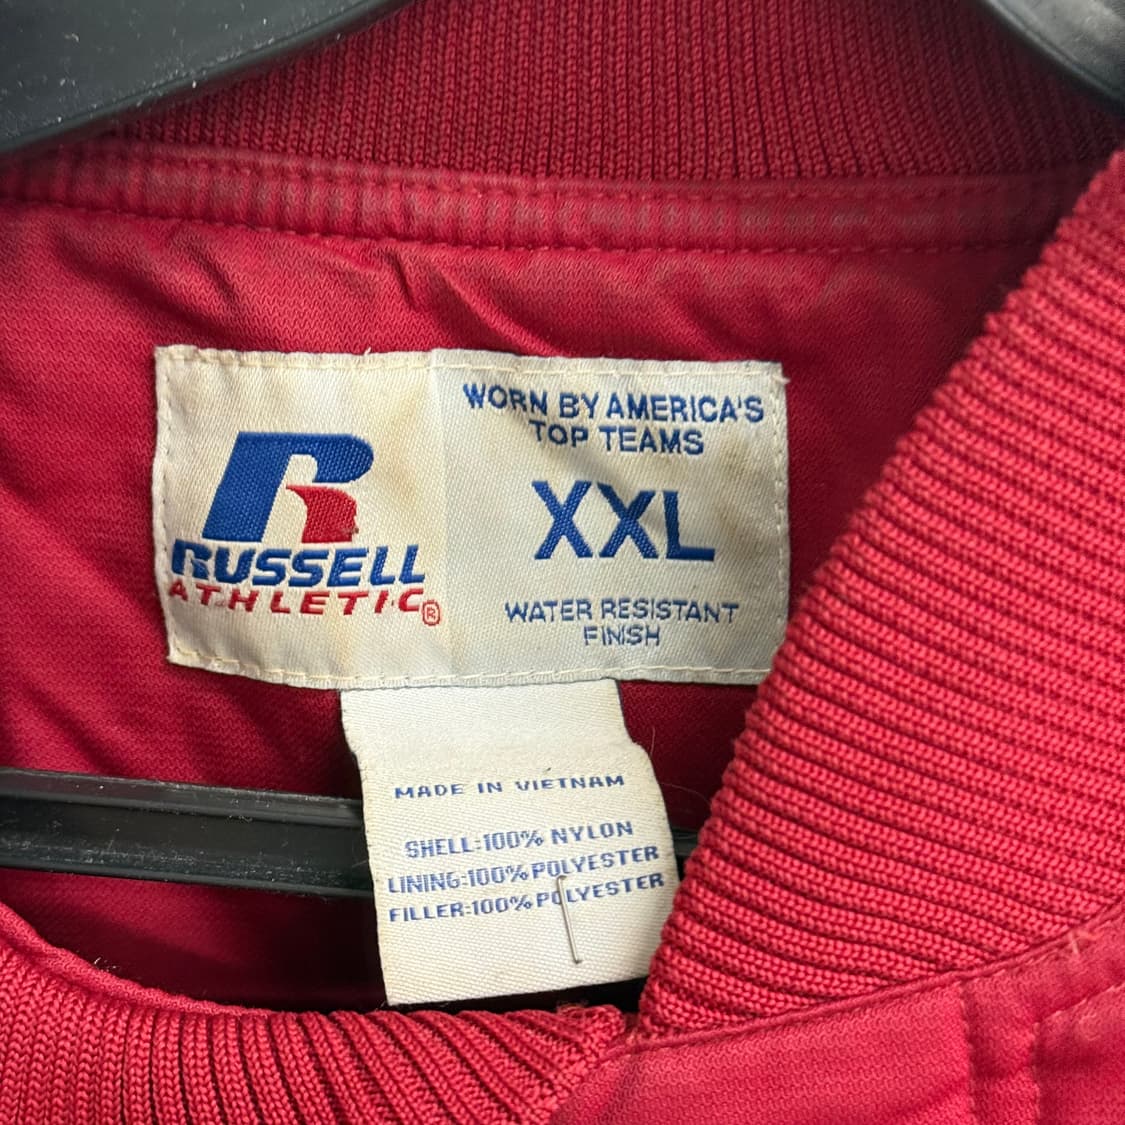 RUSSELL
ATHLETIC®
WORN BY AMERICA'S
TOP TEAMS
XXL
WATER RESISTANT
FINISH
MADE IN VIETNAM
SHELL:100% NYLON
LINING:100% POLYESTER
FILLER:100% POLYESTER